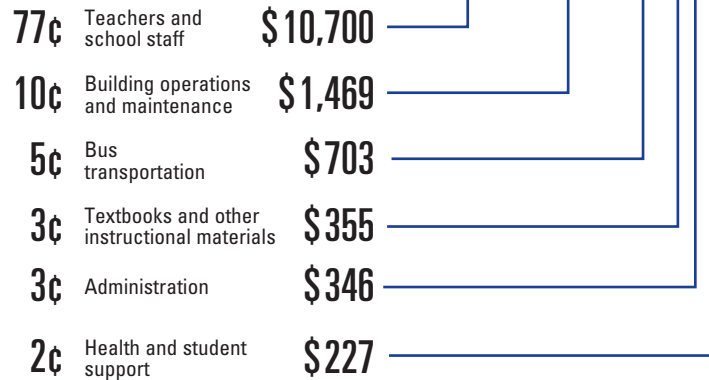 77¢ Teachers and school staff $10,700
10¢ Building operations and maintenance $1,469
5¢ Bus transportation $703
3¢ Textbooks and other instructional materials $355
3¢ Administration $346
2¢ Health and student support $227